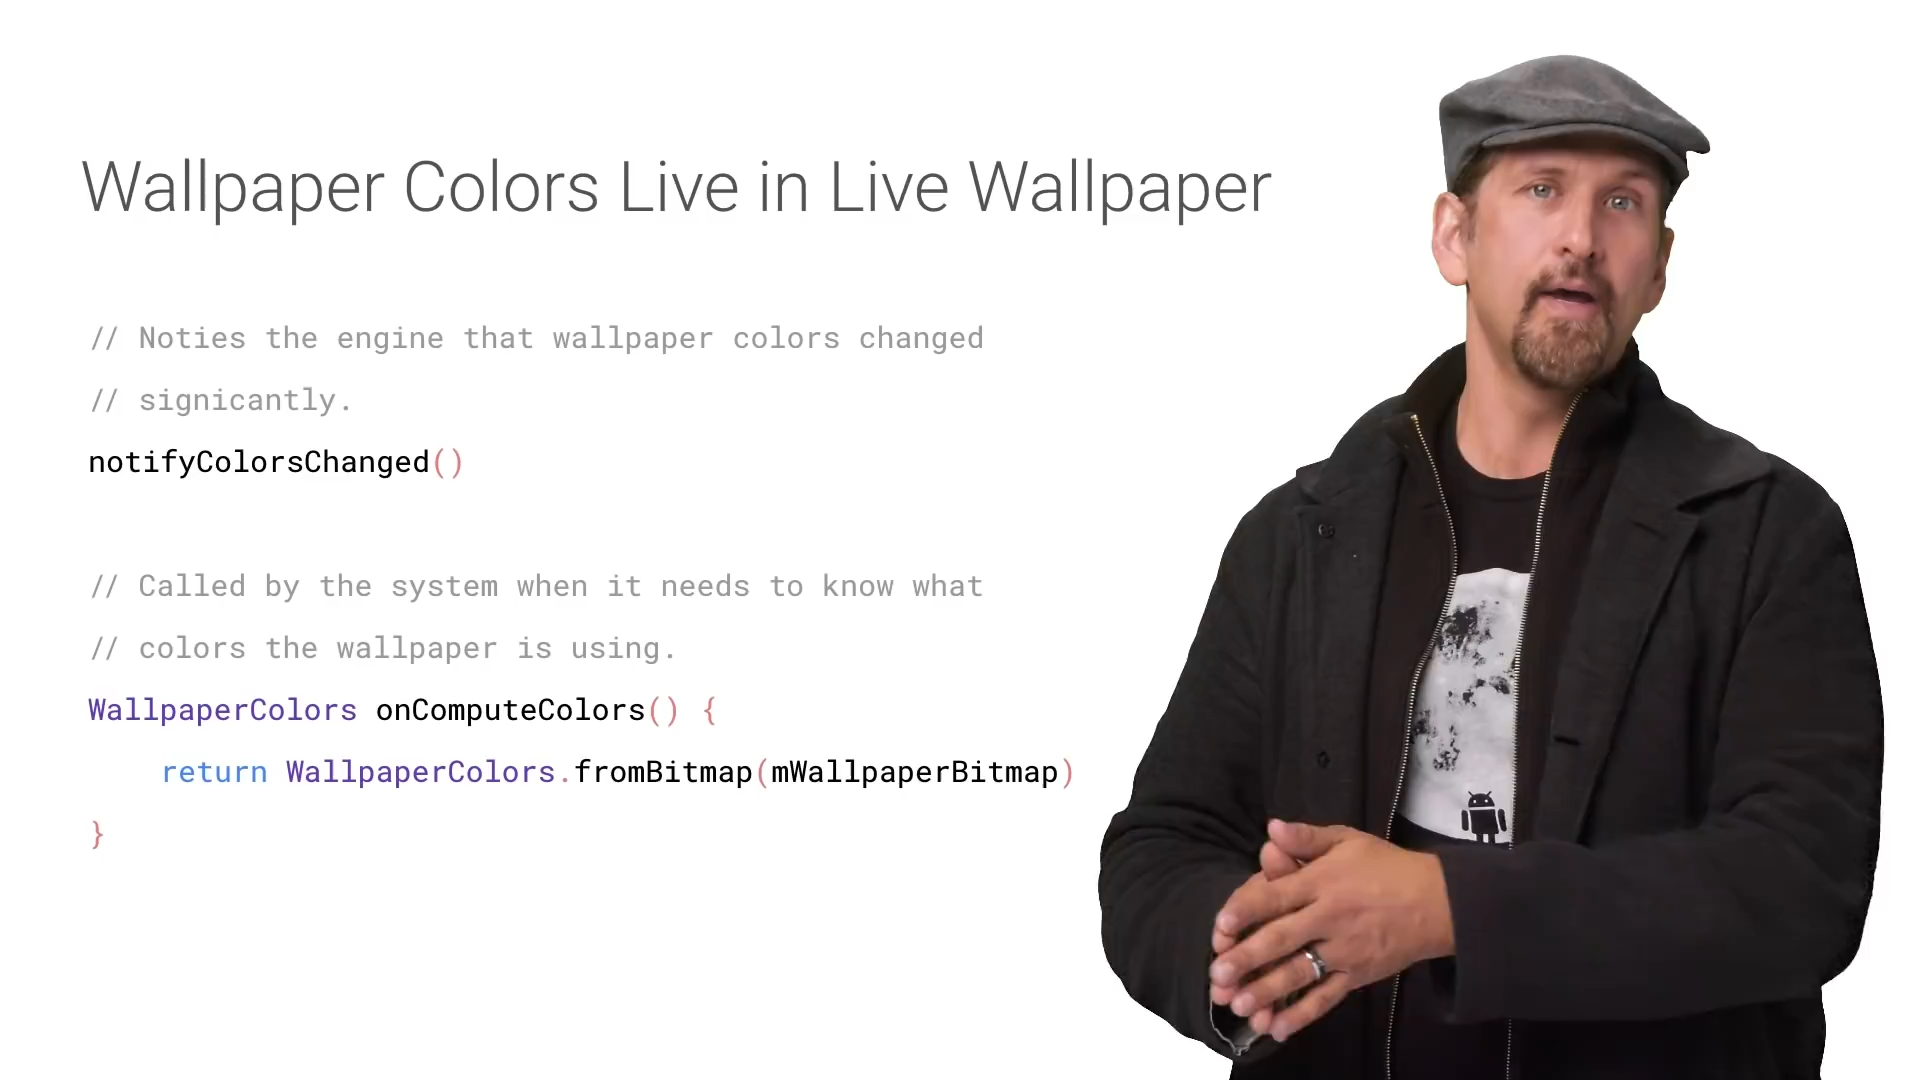 Wallpaper Colors Live in Live Wallpaper
// Noties the engine that wallpaper colors changed
// signicantly.
notifyColorsChanged()
// Called by the system when it needs to know what
// colors the wallpaper is using.
WallpaperColors onComputeColors() {
return WallpaperColors.fromBitmap(mWallpaperBitmap)
}